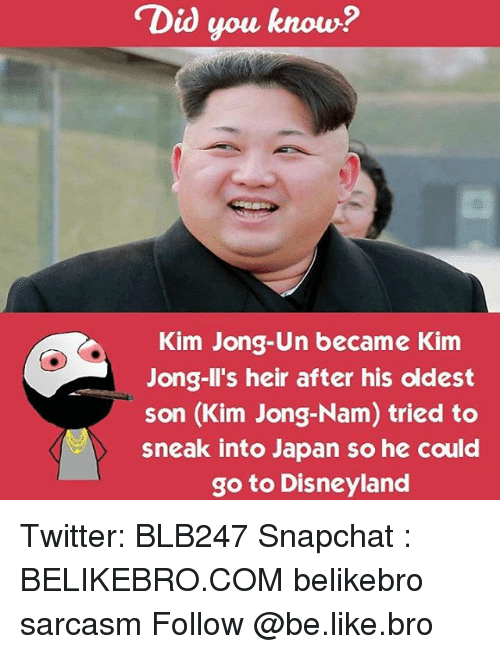 Did you know?
Kim Jong-Un became Kim
Jong-Il's heir after his oldest
son (Kim Jong-Nam) tried to
sneak into Japan so he could
go to Disneyland
Twitter: BLB247 Snapchat :
BELIKEBRO.COM belikebro
sarcasm Follow @be.like.bro